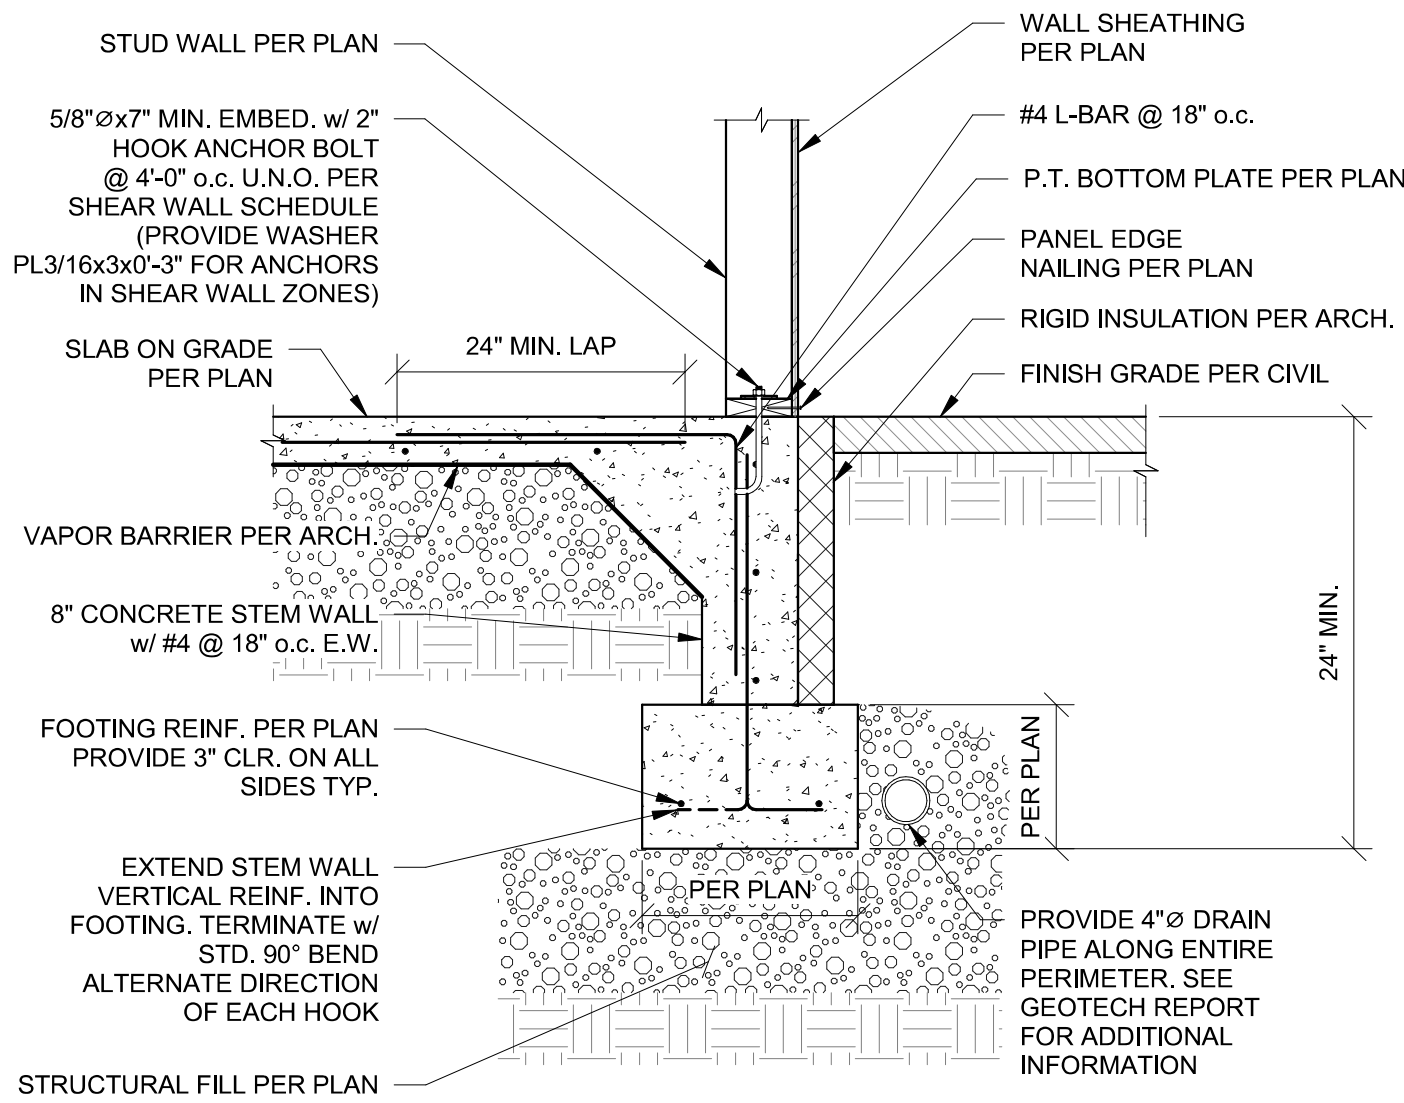 STUD WALL PER PLAN
5/8"Øx7" MIN. EMBED. w/ 2"
HOOK ANCHOR BOLT
@ 4'-0" o.c. U.N.O. PER
SHEAR WALL SCHEDULE
(PROVIDE WASHER
PL3/16x3x0'-3" FOR ANCHORS
IN SHEAR WALL ZONES)
SLAB ON GRADE
PER PLAN
24" MIN. LAP
VAPOR BARRIER PER ARCH.
8" CONCRETE STEM WALL
w/ #4 @ 18" o.c. E.W.
FOOTING REINF. PER PLAN
PROVIDE 3" CLR. ON ALL
SIDES TYP.
EXTEND STEM WALL
VERTICAL REINF. INTO
FOOTING. TERMINATE w/
STD. 90° BEND
ALTERNATE DIRECTION
OF EACH HOOK
STRUCTURAL FILL PER PLAN
WALL SHEATHING
PER PLAN
#4 L-BAR @ 18" o.c.
P.T. BOTTOM PLATE PER PLAN
PANEL EDGE
NAILING PER PLAN
RIGID INSULATION PER ARCH.
FINISH GRADE PER CIVIL
24" MIN.
PER PLAN
PER PLAN
PROVIDE 4"Ø DRAIN
PIPE ALONG ENTIRE
PERIMETER. SEE
GEOTECH REPORT
FOR ADDITIONAL
INFORMATION